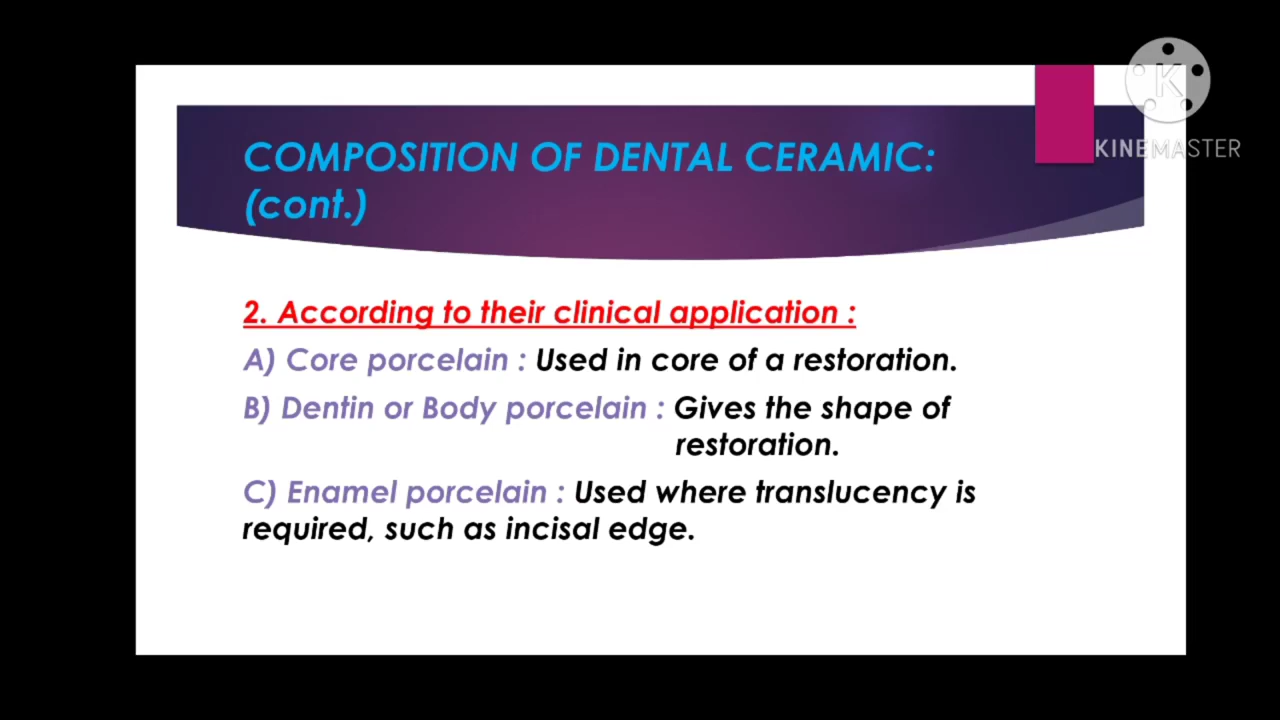 KINEMASTER
COMPOSITION OF DENTAL CERAMIC:
(cont.)
2. According to their clinical application :
A) Core porcelain : Used in core of a restoration.
B) Dentin or Body porcelain : Gives the shape of
restoration.
C) Enamel porcelain : Used where translucency is
required, such as incisal edge.